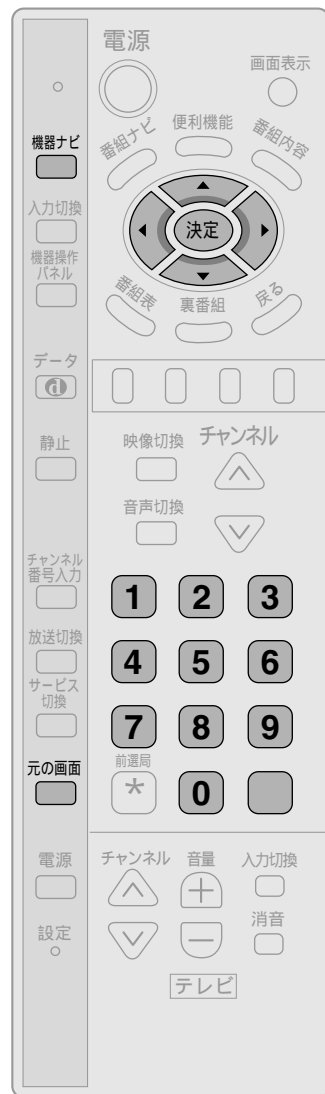 電源
画面表示
機器ナビ
番組ナビ
便利機能
番組内容
入力切換
決定
機器操作
パネル
番組表
裏番組
戻る
データ
d
静止
映像切換
チャンネル
音声切換
チャンネル
番号入力
1 2 3
放送切換
4 5 6
サービス
切換
7 8 9
元の画面
前選局
* 0
電源
チャンネル
音量
入力切換
設定
消音
テレビ